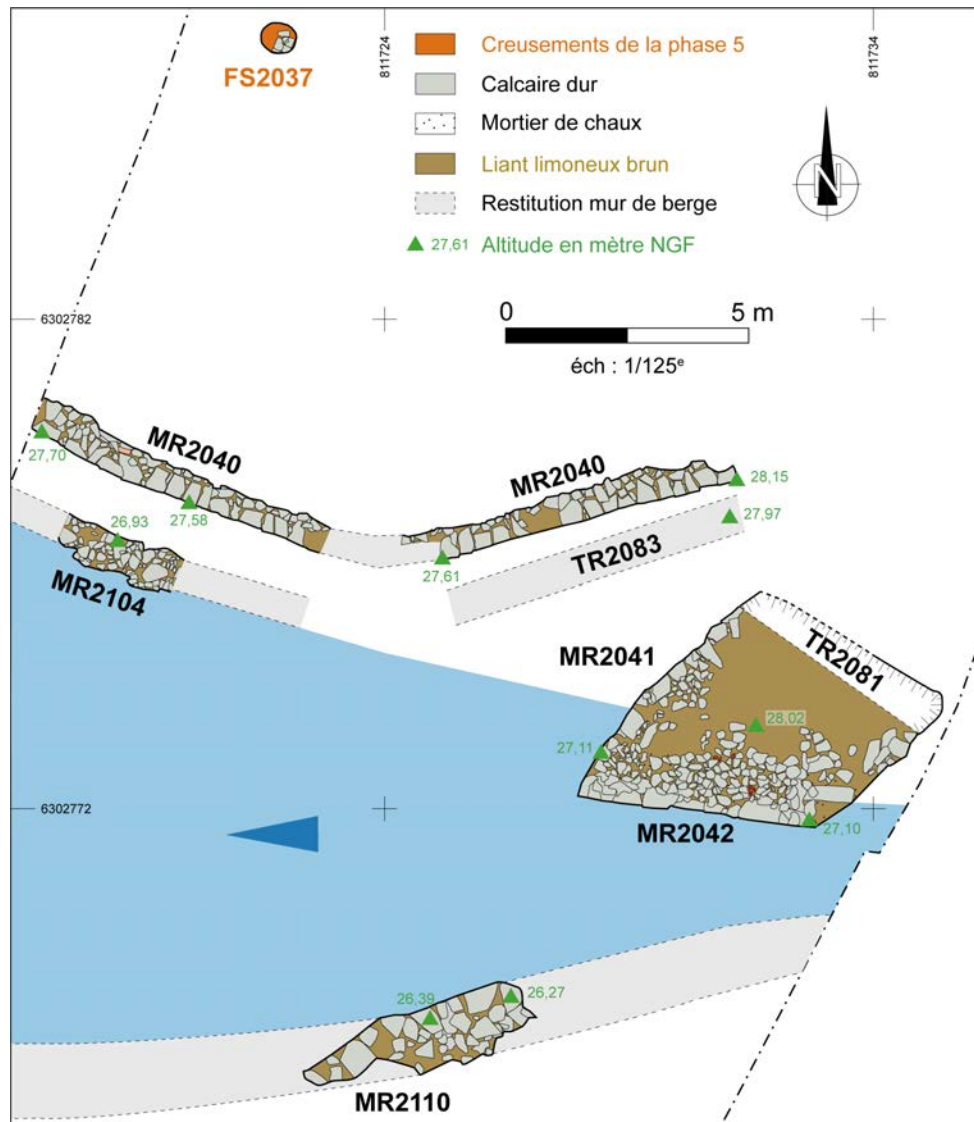 811724
811734
FS2037
Creusements de la phase 5
Calcaire dur
Mortier de chaux
Liant limoneux brun
Restitution mur de berge
27,61 Altitude en mètre NGF
N
6302782
0 5 m
éch : 1/125e
MR2040
MR2040
27,70
27,58
26,93
MR2104
27,61
28,15
27,97
TR2083
MR2041
TR2081
28,02
27,11
6302772
MR2042
27,10
26,39
26,27
MR2110